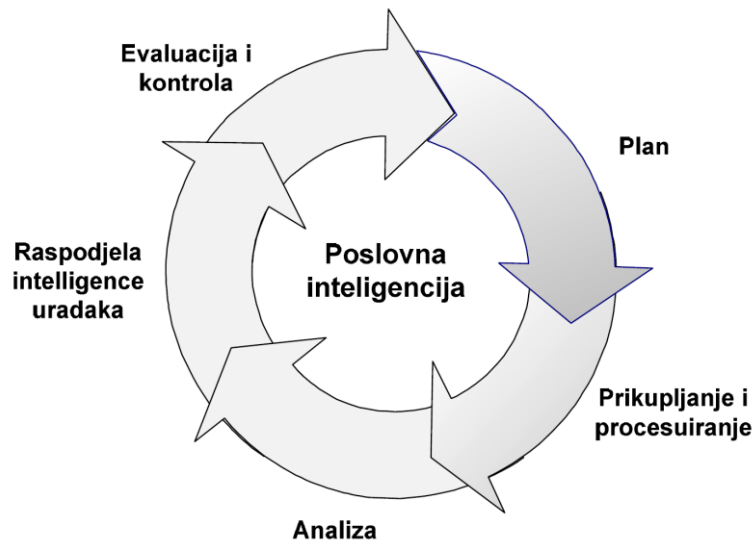 Evaluacija i
kontrola
Plan
Raspodjela
intelligence
uradaka
Poslovna
inteligencija
Prikupljanje i
procesuiranje
Analiza